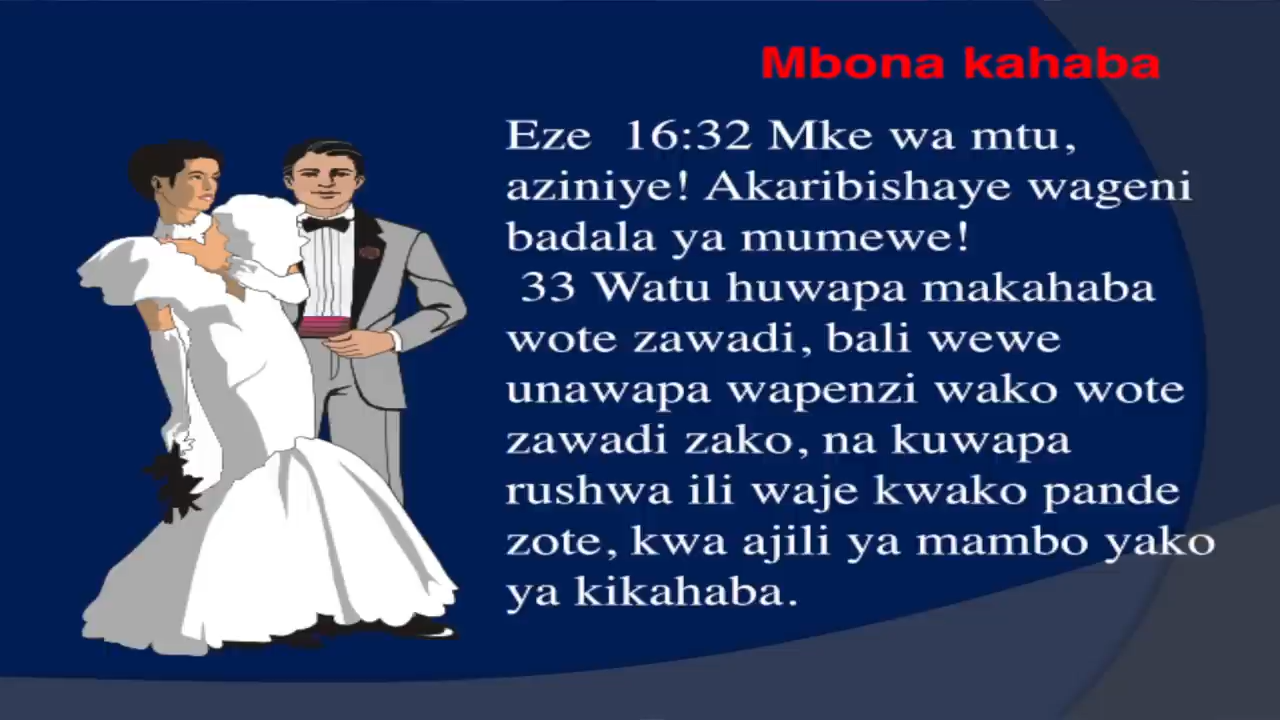 Mbona kahaba
Eze 16:32 Mke wa mtu,
aziniye! Akaribishaye wageni
badala ya mumewe!
33 Watu huwapa makahaba
wote zawadi, bali wewe
unawapa wapenzi wako wote
zawadi zako, na kuwapa
rushwa ili waje kwako pande
zote, kwa ajili ya mambo yako
ya kikahaba.